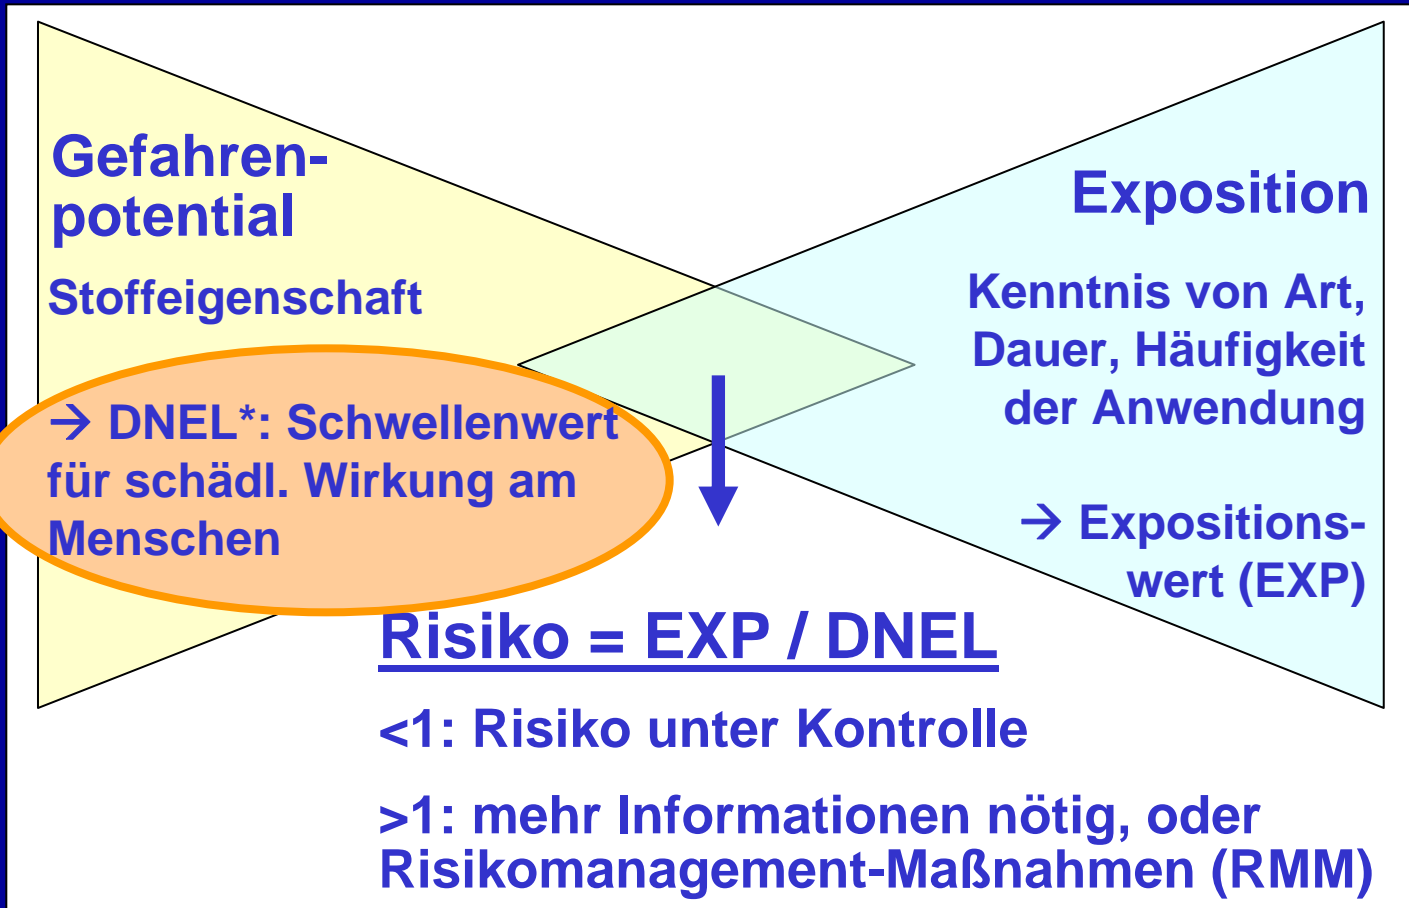 Gefahren-
potential
Stoffeigenschaft
→ DNEL*: Schwellenwert
für schädl. Wirkung am
Menschen
Exposition
Kenntnis von Art,
Dauer, Häufigkeit
der Anwendung
→ Expositions-
wert (EXP)
Risiko = EXP / DNEL
<1: Risiko unter Kontrolle
>1: mehr Informationen nötig, oder
Risikomanagement-Maßnahmen (RMM)